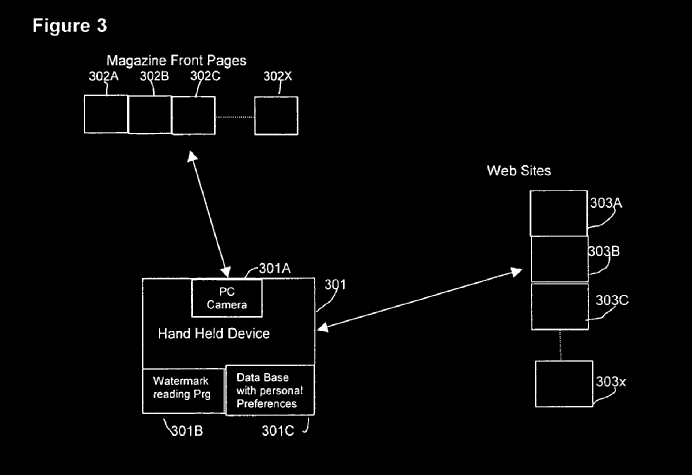 Figure 3
Magazine Front Pages
302A 302B 302C 302X
Web Sites
303A
303B
303C
303x
301A
301
PC
Camera
Hand Held Device
Watermark
reading Prg
Data Base
with personal
Preferences
301B 301C